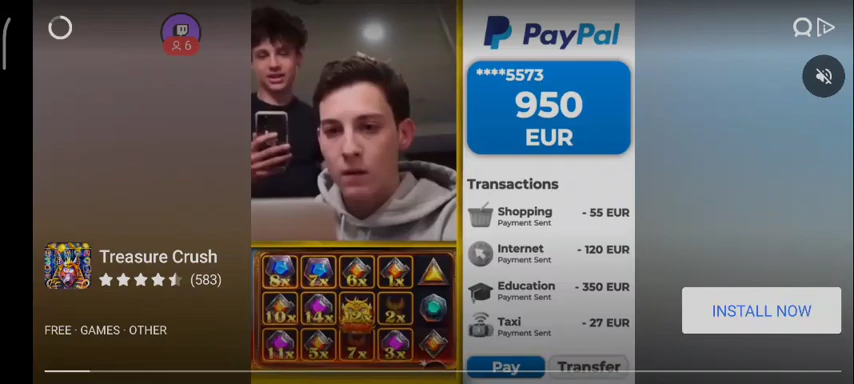 6
PayPal
****5573
950
EUR
Transactions
Shopping - 55 EUR
Payment Sent
Internet - 120 EUR
Payment Sent
Education - 350 EUR
Payment Sent
Taxi - 27 EUR
Payment Sent
Pay Transfer
8x 7x 6x 1x
10x 14x 2x
11x 5x 7x 3x
Treasure Crush
(583)
FREE · GAMES · OTHER
INSTALL NOW